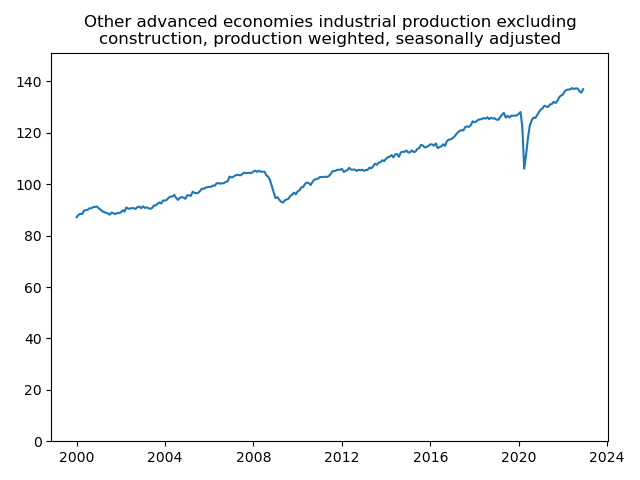 Other advanced economies industrial production excluding
construction, production weighted, seasonally adjusted
140
120
100
80
60
40
20
0
2000 2004 2008 2012 2016 2020 2024